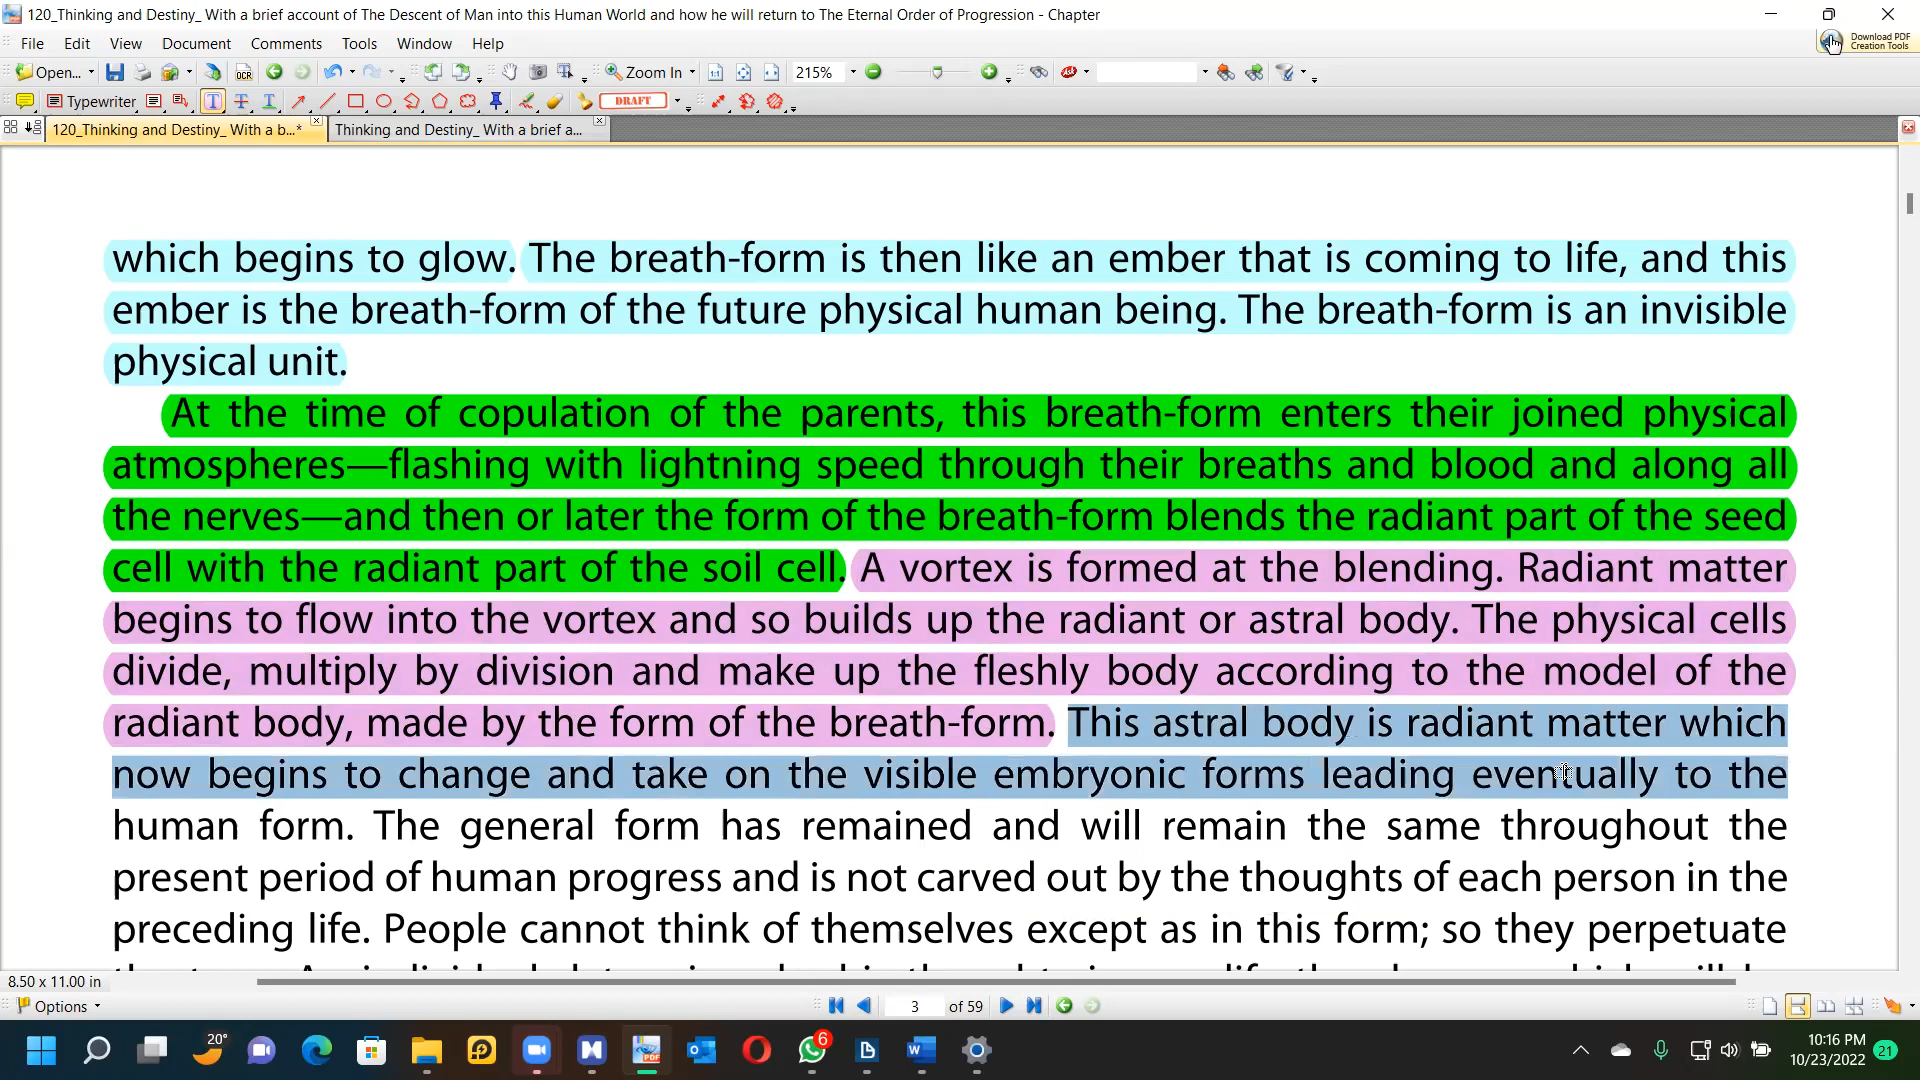 120_Thinking and Destiny_ With a brief account of The Descent of Man into this Human World and how he will return to The Eternal Order of Progression - Chapter
File Edit View Document Comments Tools Window Help
Download PDF
Creation Tools
Open... OCR Zoom In 215%
Typewriter DRAFT
120_Thinking and Destiny_ With a b...* Thinking and Destiny_ With a brief a...
which begins to glow. The breath-form is then like an ember that is coming to life, and this
ember is the breath-form of the future physical human being. The breath-form is an invisible
physical unit.
At the time of copulation of the parents, this breath-form enters their joined physical
atmospheres—flashing with lightning speed through their breaths and blood and along all
the nerves—and then or later the form of the breath-form blends the radiant part of the seed
cell with the radiant part of the soil cell. A vortex is formed at the blending. Radiant matter
begins to flow into the vortex and so builds up the radiant or astral body. The physical cells
divide, multiply by division and make up the fleshly body according to the model of the
radiant body, made by the form of the breath-form. This astral body is radiant matter which
now begins to change and take on the visible embryonic forms leading eventually to the
human form. The general form has remained and will remain the same throughout the
present period of human progress and is not carved out by the thoughts of each person in the
preceding life. People cannot think of themselves except as in this form; so they perpetuate
8.50 x 11.00 in
Options 3 of 59
20° 6 10:16 PM
10/23/2022 21